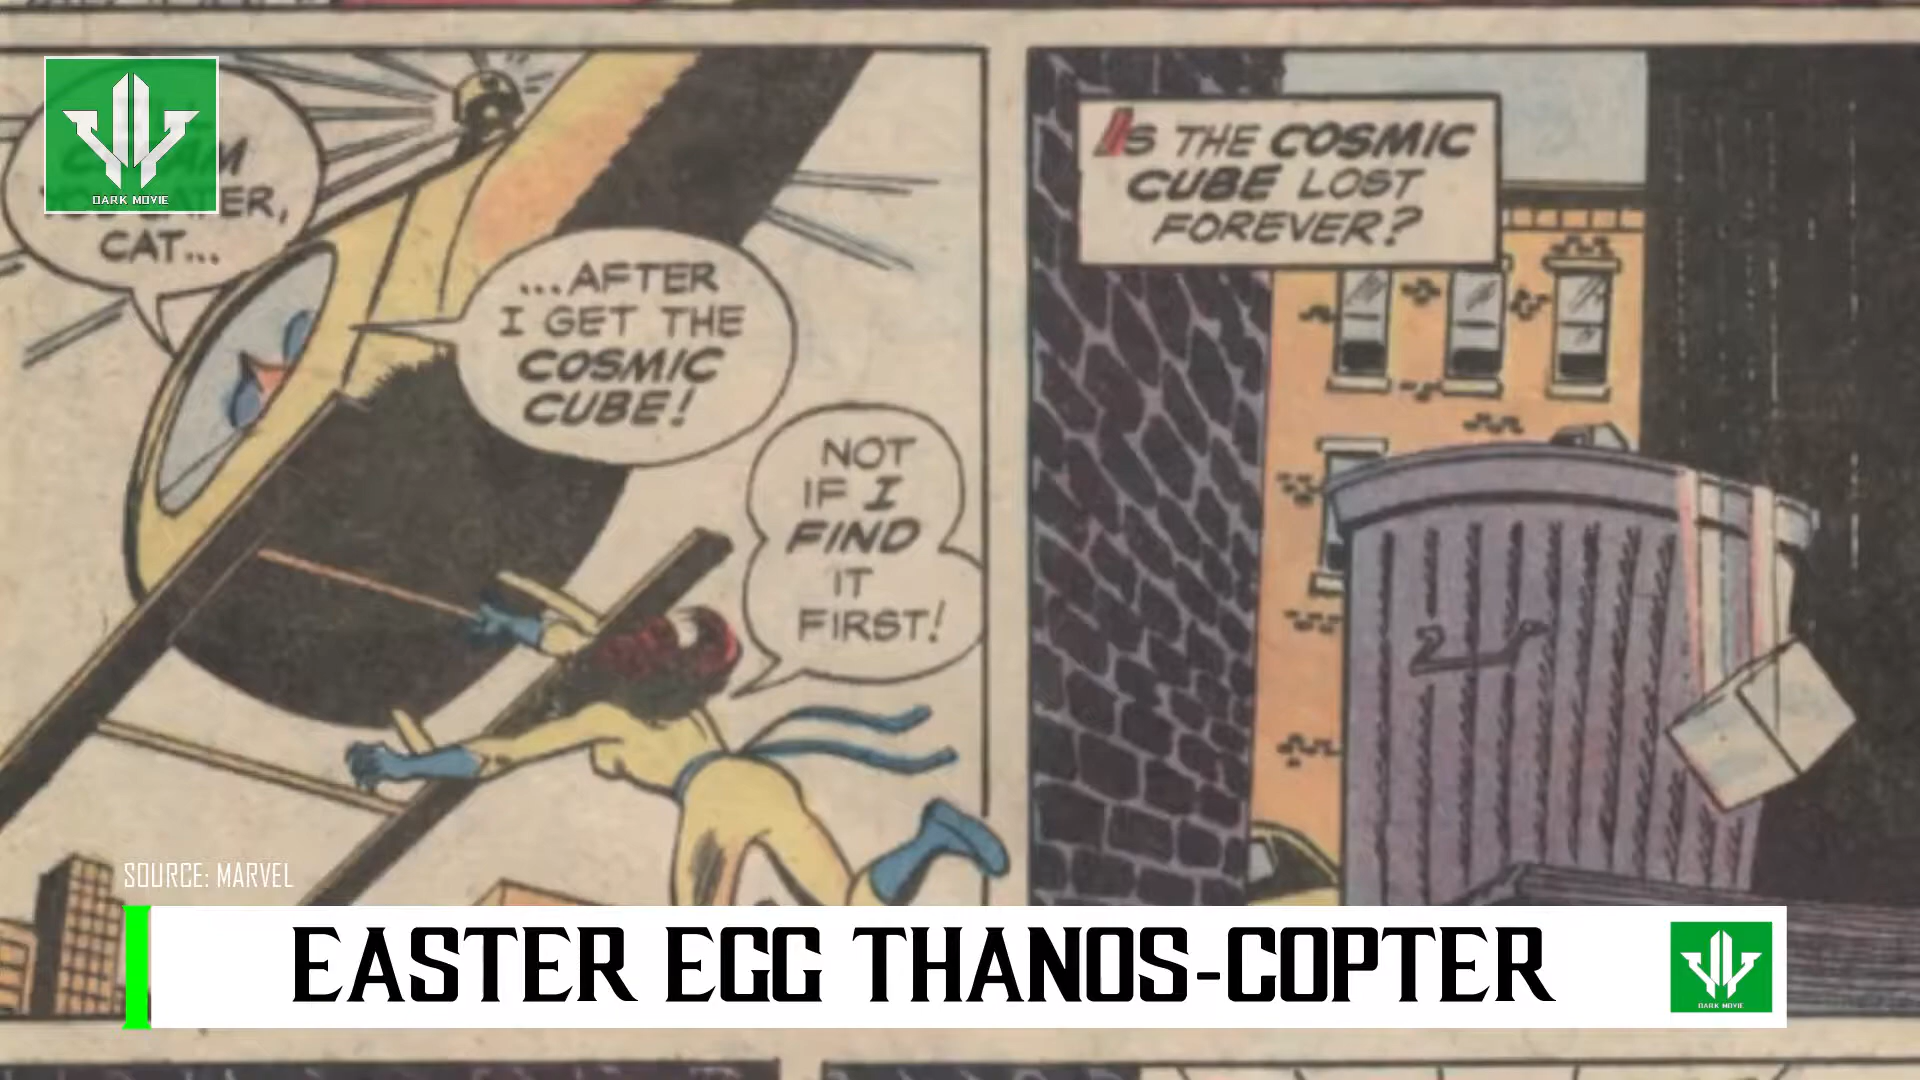 DARK MOVIE
CAT...
...AFTER
I GET THE
COSMIC
CUBE!
NOT
IF I
FIND
IT
FIRST!
IS THE COSMIC
CUBE LOST
FOREVER?
SOURCE: MARVEL
EASTER EGG THANOS-COPTER
DARK MOVIE